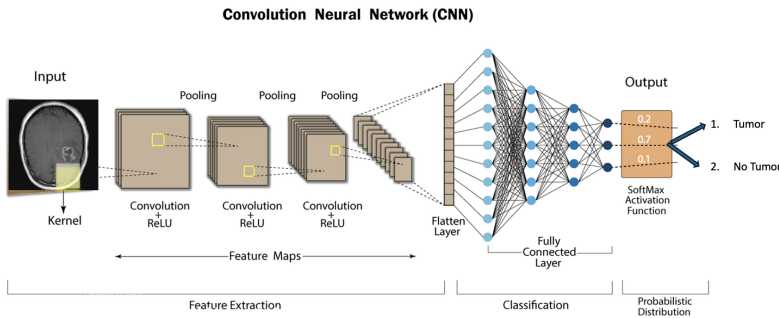 Convolution Neural Network (CNN)
Input
Kernel
Pooling
Pooling
Pooling
Convolution
+
ReLU
Convolution
+
ReLU
Convolution
+
ReLU
Feature Maps
Flatten
Layer
Fully
Connected
Layer
Output
0.2
0.7
0.1
SoftMax
Activation
Function
1. Tumor
2. No Tumor
Feature Extraction
Classification
Probabilistic
Distribution